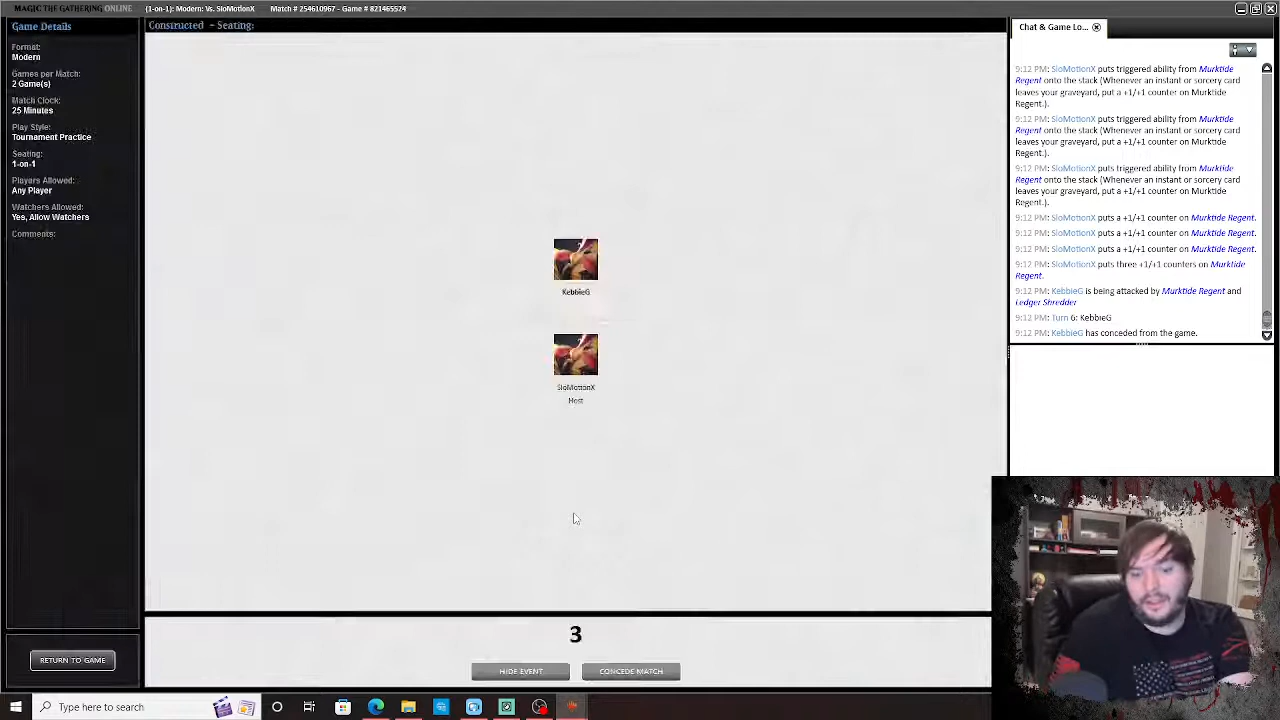 MAGIC THE GATHERING ONLINE (1-on-1): Modern: Vs. SloMotionX Match # 254610967 - Game # 821465524
Game Details
Format:
Modern
Games per Match:
2 Game(s)
Match Clock:
25 Minutes
Play Style:
Tournament Practice
Seating:
1-on-1
Players Allowed:
Any Player
Watchers Allowed:
Yes, Allow Watchers
Comments:
RETURN TO GAME
Constructed - Seating:
KebbieG
SloMotionX
Host
3
HIDE EVENT CONCEDE MATCH
Chat & Game Lo...
9:12 PM: SloMotionX puts triggered ability from Murktide
Regent onto the stack (Whenever an instant or sorcery card
leaves your graveyard, put a +1/+1 counter on Murktide
Regent.).
9:12 PM: SloMotionX puts triggered ability from Murktide
Regent onto the stack (Whenever an instant or sorcery card
leaves your graveyard, put a +1/+1 counter on Murktide
Regent.).
9:12 PM: SloMotionX puts triggered ability from Murktide
Regent onto the stack (Whenever an instant or sorcery card
leaves your graveyard, put a +1/+1 counter on Murktide
Regent.).
9:12 PM: SloMotionX puts a +1/+1 counter on Murktide Regent.
9:12 PM: SloMotionX puts a +1/+1 counter on Murktide Regent.
9:12 PM: SloMotionX puts a +1/+1 counter on Murktide Regent.
9:12 PM: SloMotionX puts three +1/+1 counters on Murktide
Regent.
9:12 PM: KebbieG is being attacked by Murktide Regent and
Ledger Shredder
9:12 PM: Turn 6: KebbieG
9:12 PM: KebbieG has conceded from the game.
Type here to search